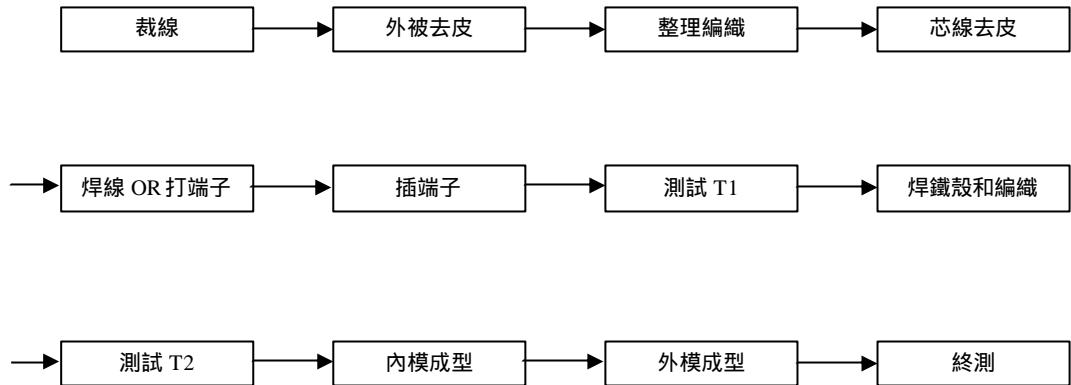 裁線
外被去皮
整理編織
芯線去皮
焊線 OR 打端子
插端子
測試 T1
焊鐵殼和編織
測試 T2
內模成型
外模成型
終測